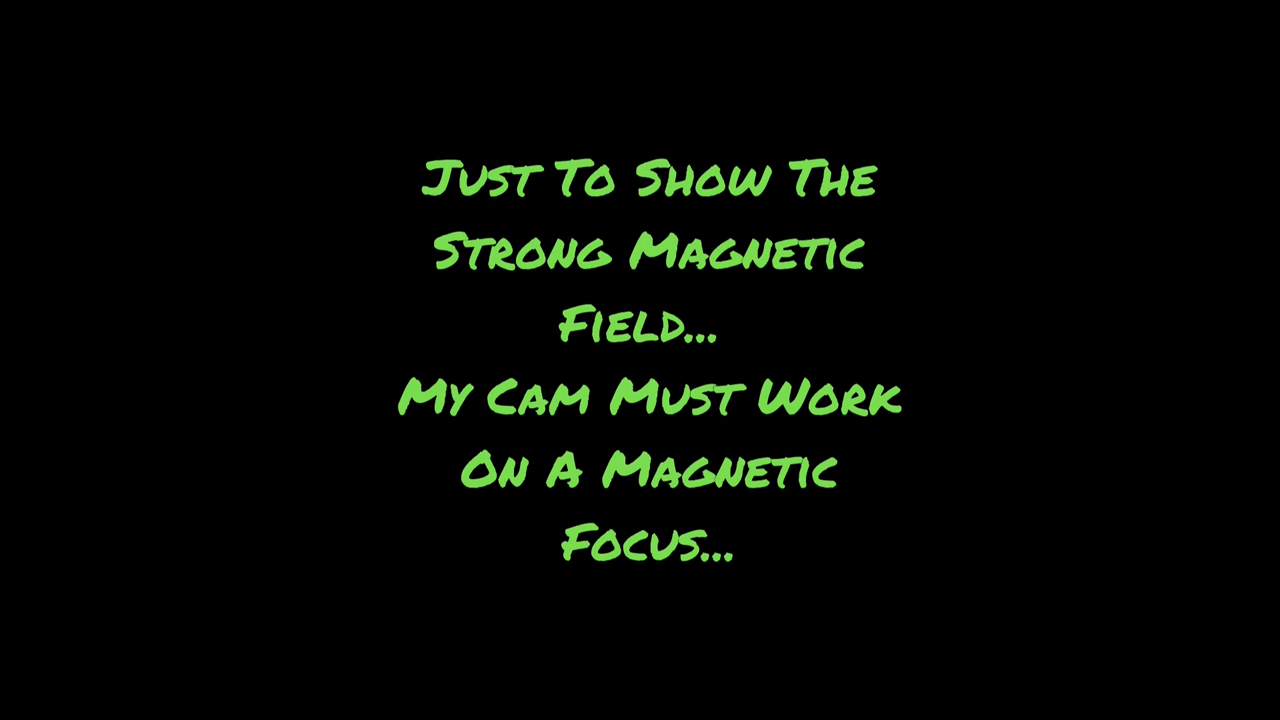 Just To Show The
Strong Magnetic
Field...
My Cam Must Work
On A Magnetic
Focus...